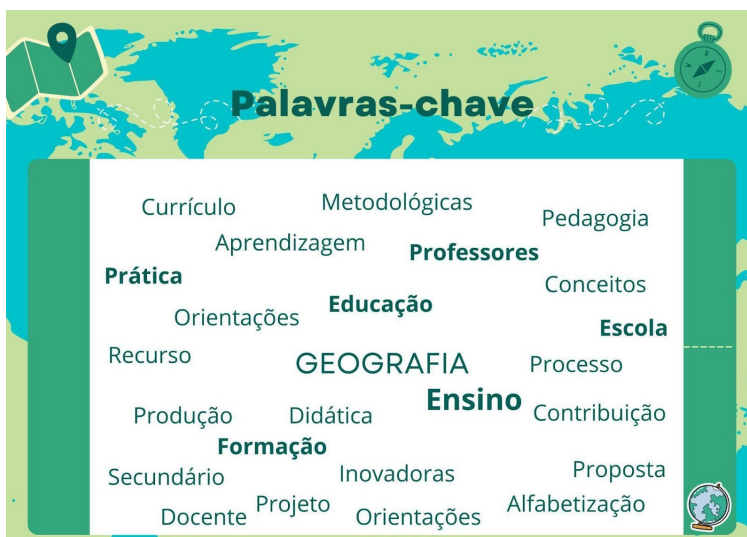 Palavras-chave
Currículo
Metodológicas
Pedagogia
Aprendizagem
Professores
Prática
Conceitos
Educação
Orientações
Escola
Recurso
GEOGRAFIA
Processo
Ensino
Produção
Didática
Contribuição
Formação
Secundário
Inovadoras
Proposta
Projeto
Alfabetização
Docente
Orientações